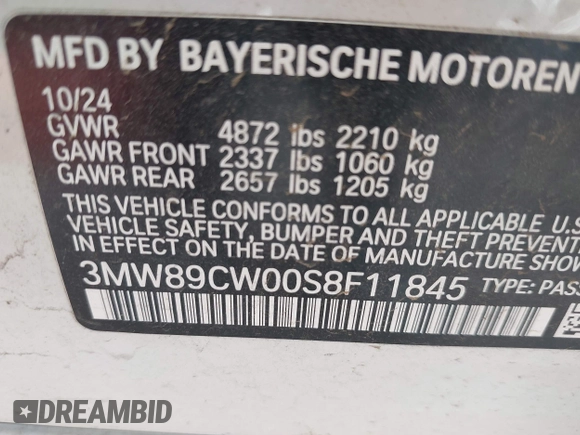 MFD BY BAYERISCHE MOTOREN
10/24
GVWR 4872 lbs 2210 kg
GAWR FRONT 2337 lbs 1060 kg
GAWR REAR 2657 lbs 1205 kg
THIS VEHICLE CONFORMS TO ALL APPLICABLE U.S
VEHICLE SAFETY, BUMPER AND THEFT PREVENTI
IN EFFECT ON THE DATE OF MANUFACTURE SHOW
3MW89CW00S8F11845 TYPE: PASS
DREAMBID